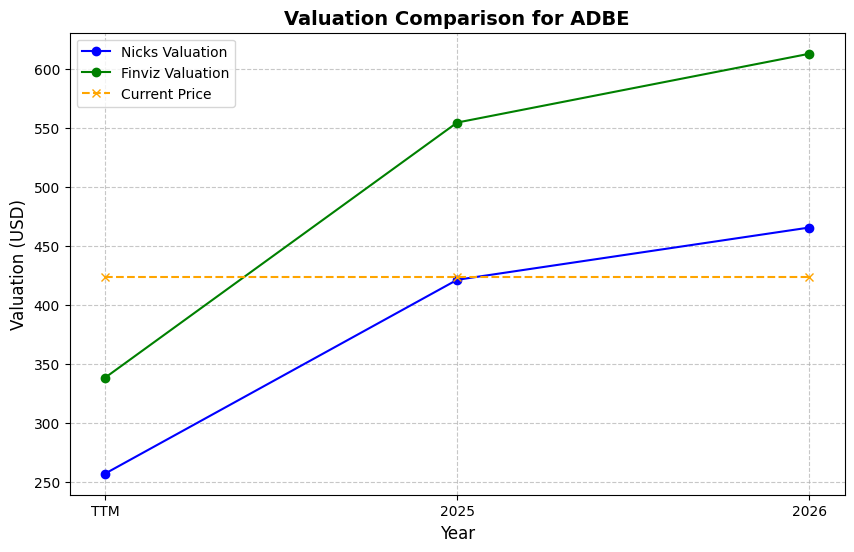 Valuation Comparison for ADBE
Nicks Valuation
Finviz Valuation
Current Price
Valuation (USD)
600
550
500
450
400
350
300
250
TTM
2025
2026
Year